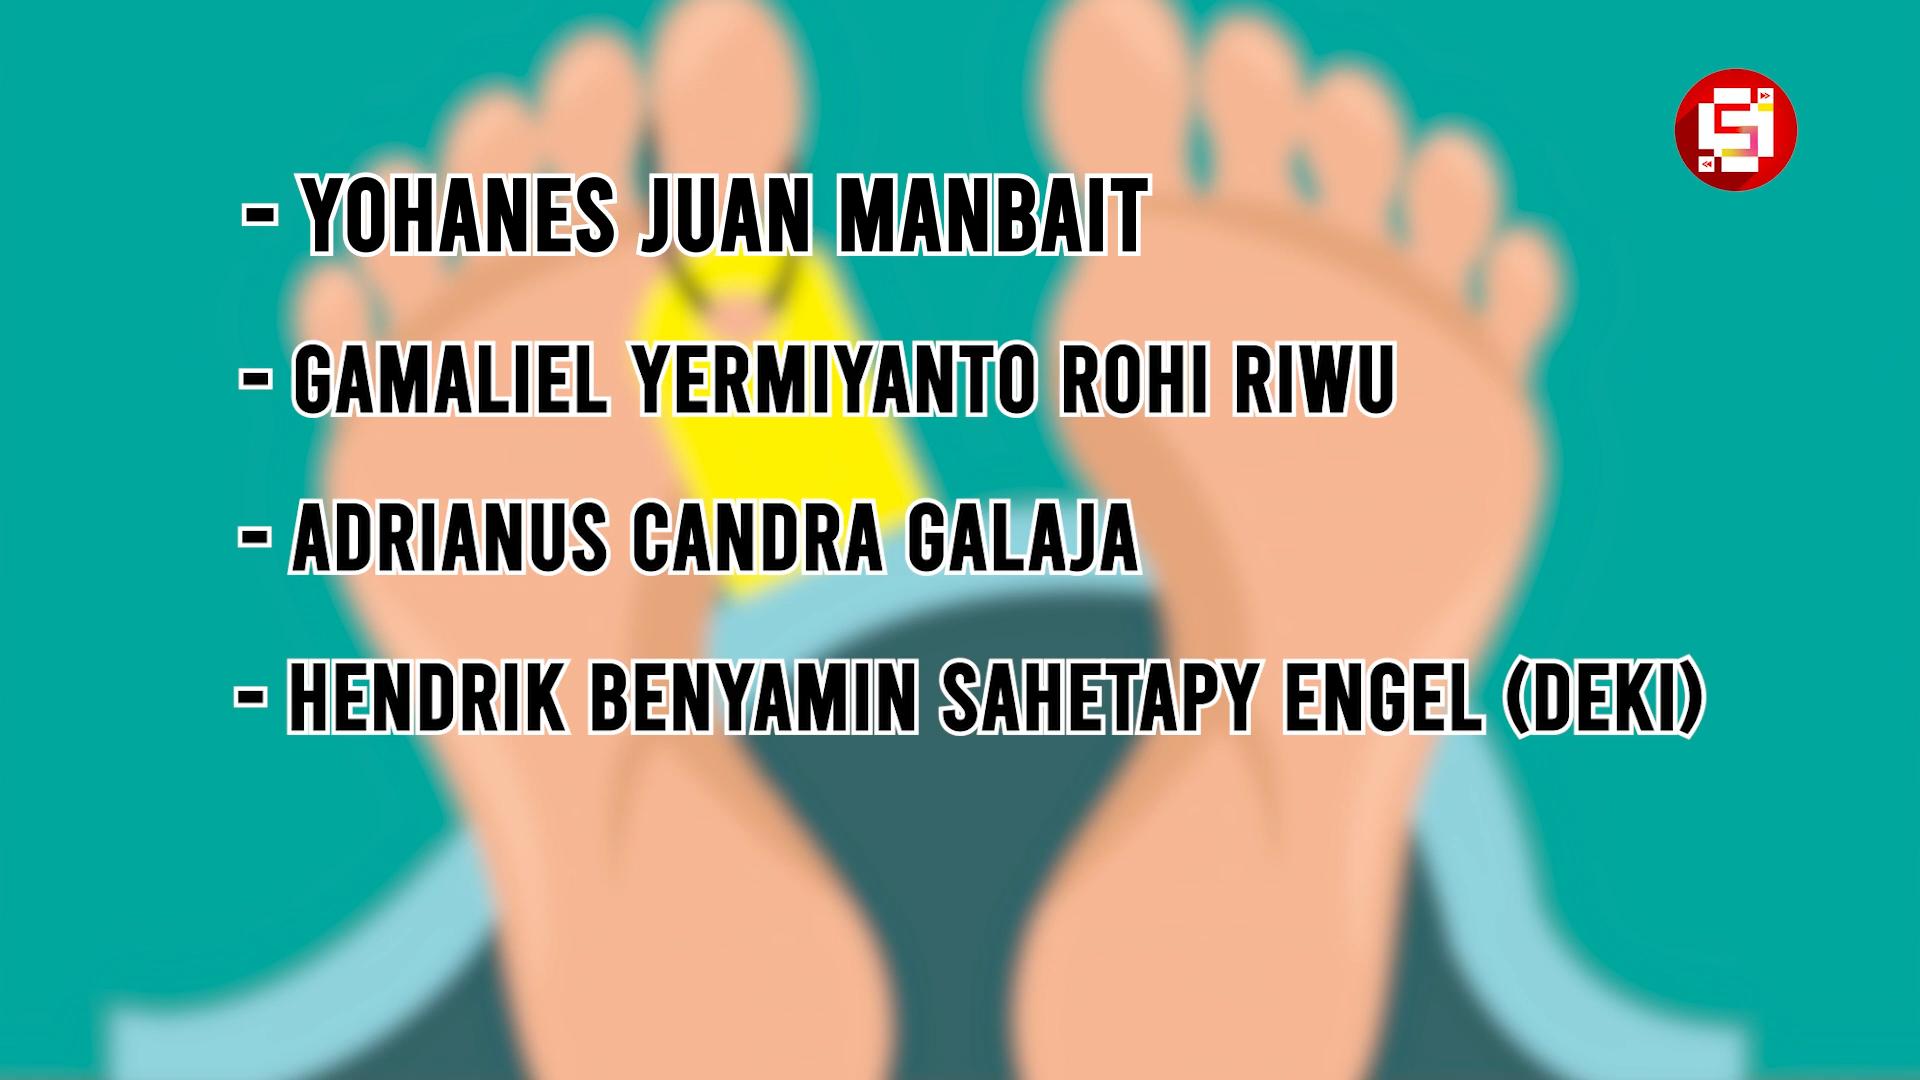 - YOHANES JUAN MANBAIT
- GAMALIEL YERMIYANTO ROHI RIWU
- ADRIANUS CANDRA GALAJA
- HENDRIK BENYAMIN SAHETAPY ENGEL (DEKI)